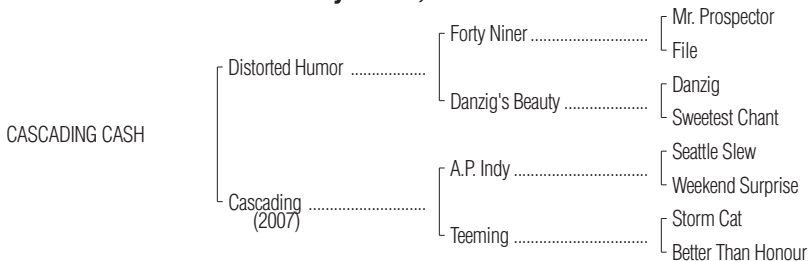 Mr. Prospector
Forty Niner ..............................
File
Distorted Humor ..................
Danzig
Danzig's Beauty .....................
Sweetest Chant
CASCADING CASH
Seattle Slew
A.P. Indy ..................................
Weekend Surprise
Cascading .............................
(2007)
Storm Cat
Teeming .................................
Better Than Honour